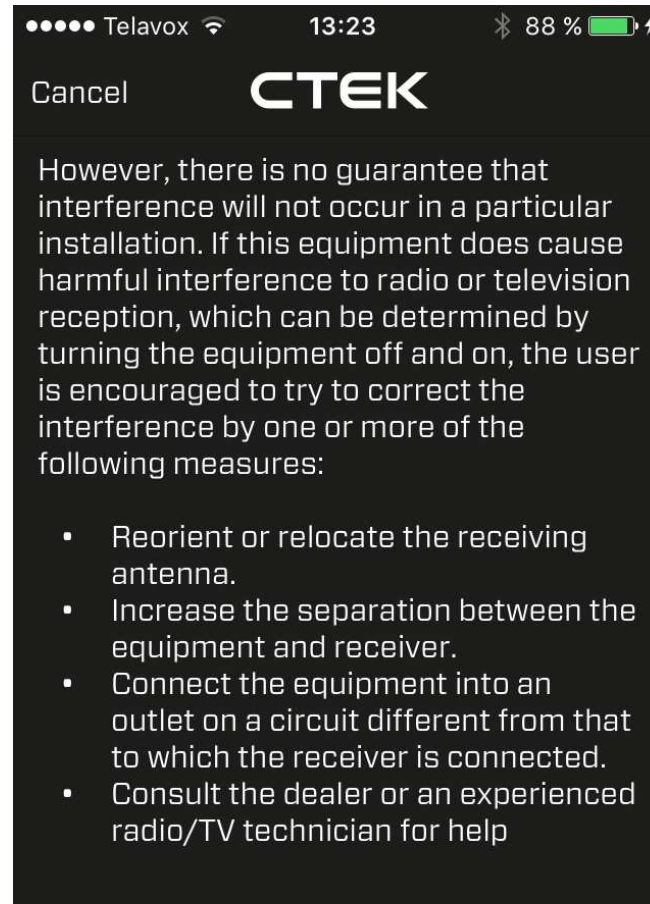 Telavox 13:23 88 %
Cancel CTEK
However, there is no guarantee that
interference will not occur in a particular
installation. If this equipment does cause
harmful interference to radio or television
reception, which can be determined by
turning the equipment off and on, the user
is encouraged to try to correct the
interference by one or more of the
following measures:
• Reorient or relocate the receiving
antenna.
• Increase the separation between the
equipment and receiver.
• Connect the equipment into an
outlet on a circuit different from that
to which the receiver is connected.
• Consult the dealer or an experienced
radio/TV technician for help